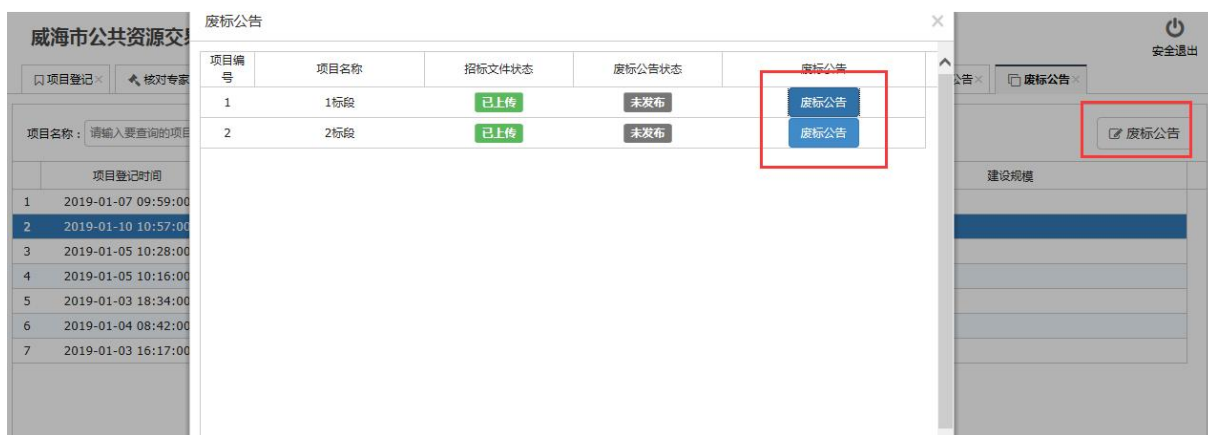 威海市公共资源交易
安全退出
项目登记
核对专家
公告
废标公告
项目名称：
请输入要查询的项目
废标公告
项目登记时间
建设规模
1 2019-01-07 09:59:00
2 2019-01-10 10:57:00
3 2019-01-05 10:28:00
4 2019-01-05 10:16:00
5 2019-01-03 18:34:00
6 2019-01-04 08:42:00
7 2019-01-03 16:17:00
废标公告
项目编号 项目名称 招标文件状态 废标公告状态 废标公告
1 1标段 已上传 未发布 废标公告
2 2标段 已上传 未发布 废标公告